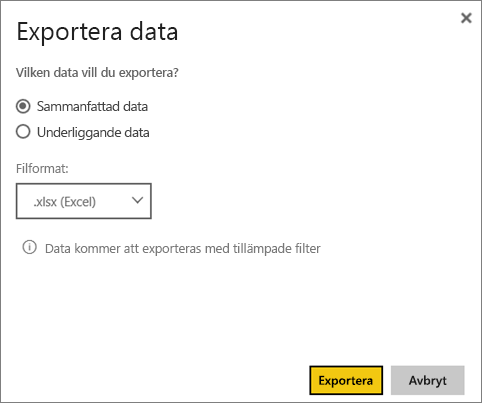 Exportera data
Vilken data vill du exportera?
Sammanfattad data
Underliggande data
Filformat:
.xlsx (Excel)
Data kommer att exporteras med tillämpade filter
Exportera
Avbryt